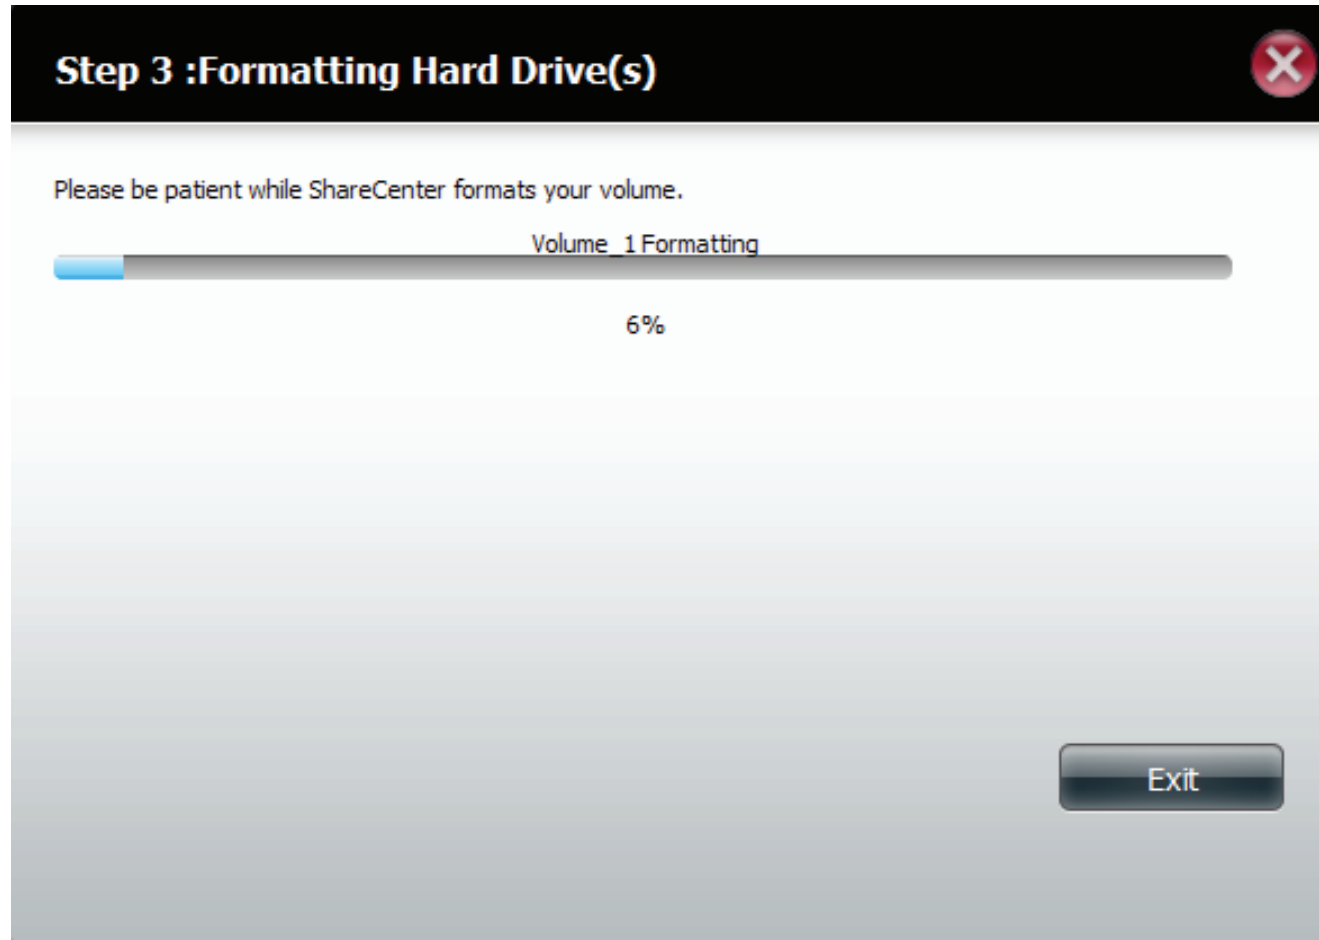 Step 3 :Formatting Hard Drive(s)
Please be patient while ShareCenter formats your volume.
Volume_1 Formatting
6%
Exit